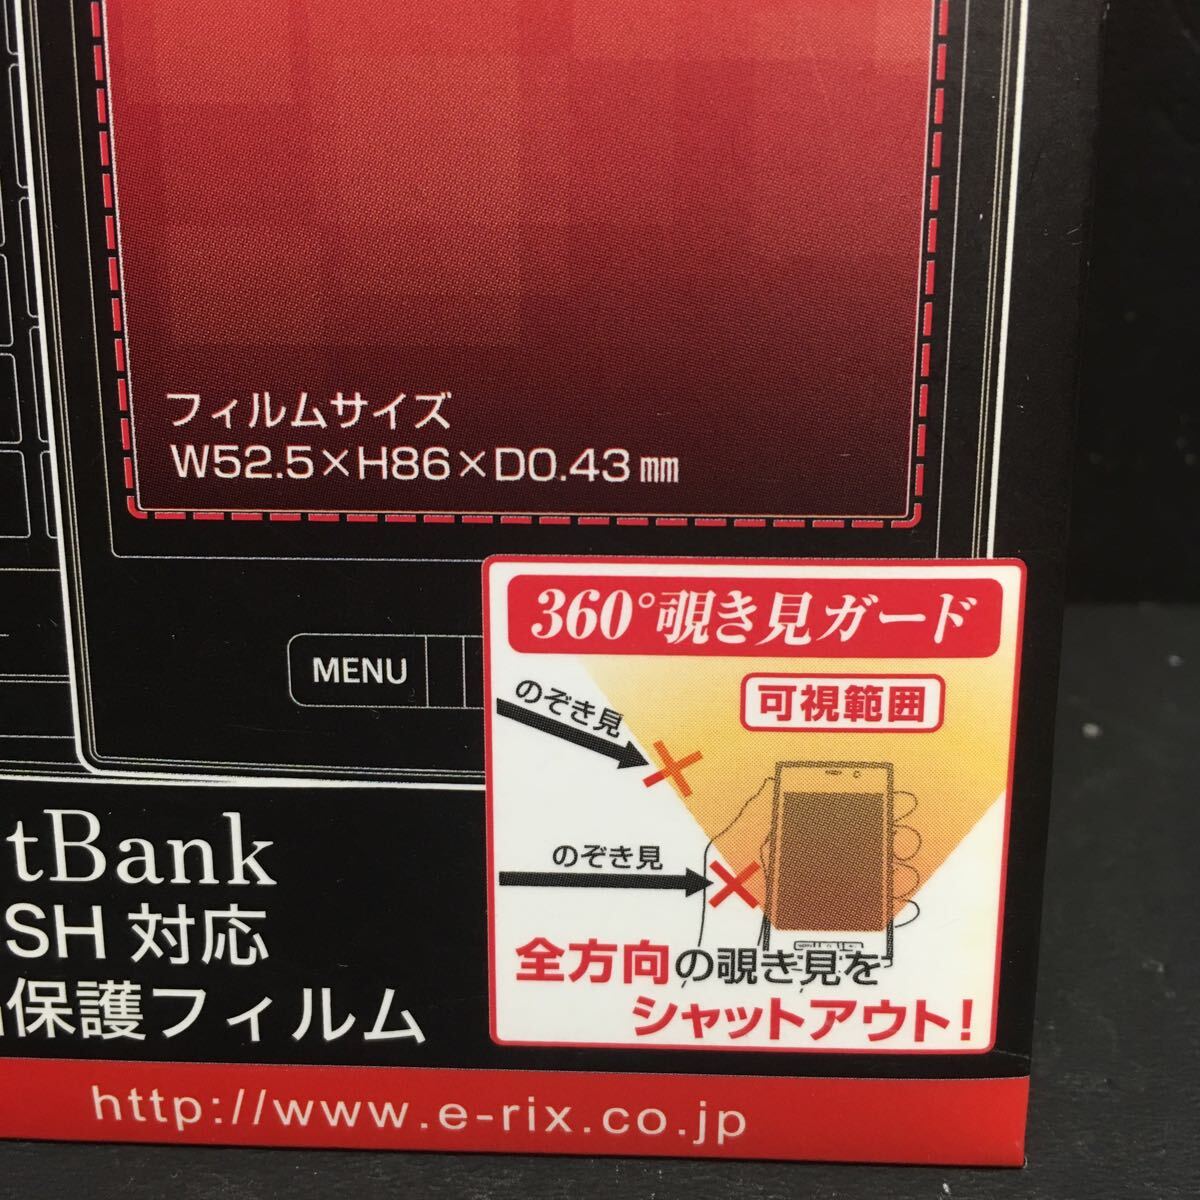 フィルムサイズ
W52.5×H86×D0.43㎜
MENU
360°覗き見ガード
可視範囲
のぞき見
のぞき見
全方向の覗き見を
シャットアウト!
tBank
SH 対応
保護フィルム
http://www.e-rix.co.jp